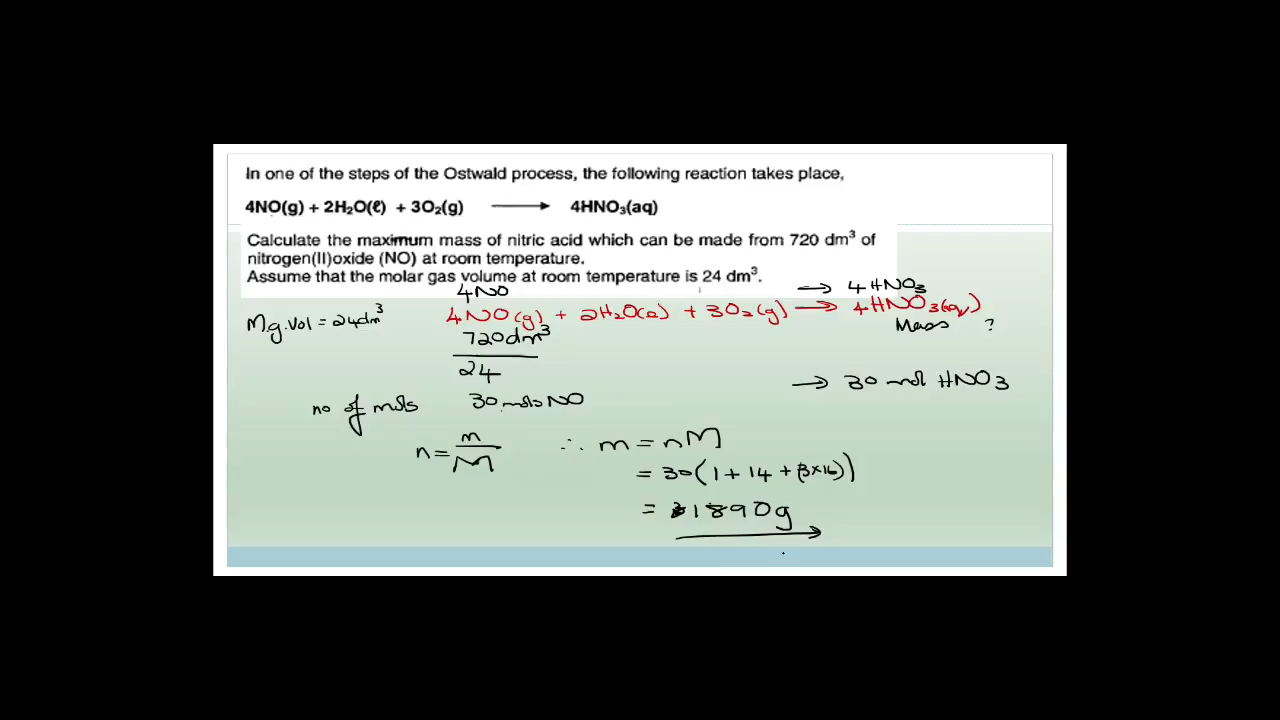 In one of the steps of the Ostwald process, the following reaction takes place,
4NO(g) + 2H₂O(ℓ) + 3O₂(g) ⟶ 4HNO₃(aq)
Calculate the maximum mass of nitric acid which can be made from 720 dm³ of
nitrogen(II)oxide (NO) at room temperature.
Assume that the molar gas volume at room temperature is 24 dm³.
4NO → 4HNO3
M.g.vol = 24dm³ 4NO(g) + 2H2O(l) + 3O2(g) → 4HNO3(aq)
720dm³ Mass ?
24
→ 30 mol HNO3
no of mols 30 mols NO
n = m/M ∴ m = nM
= 30(1 + 14 + (3×16))
= 1890g